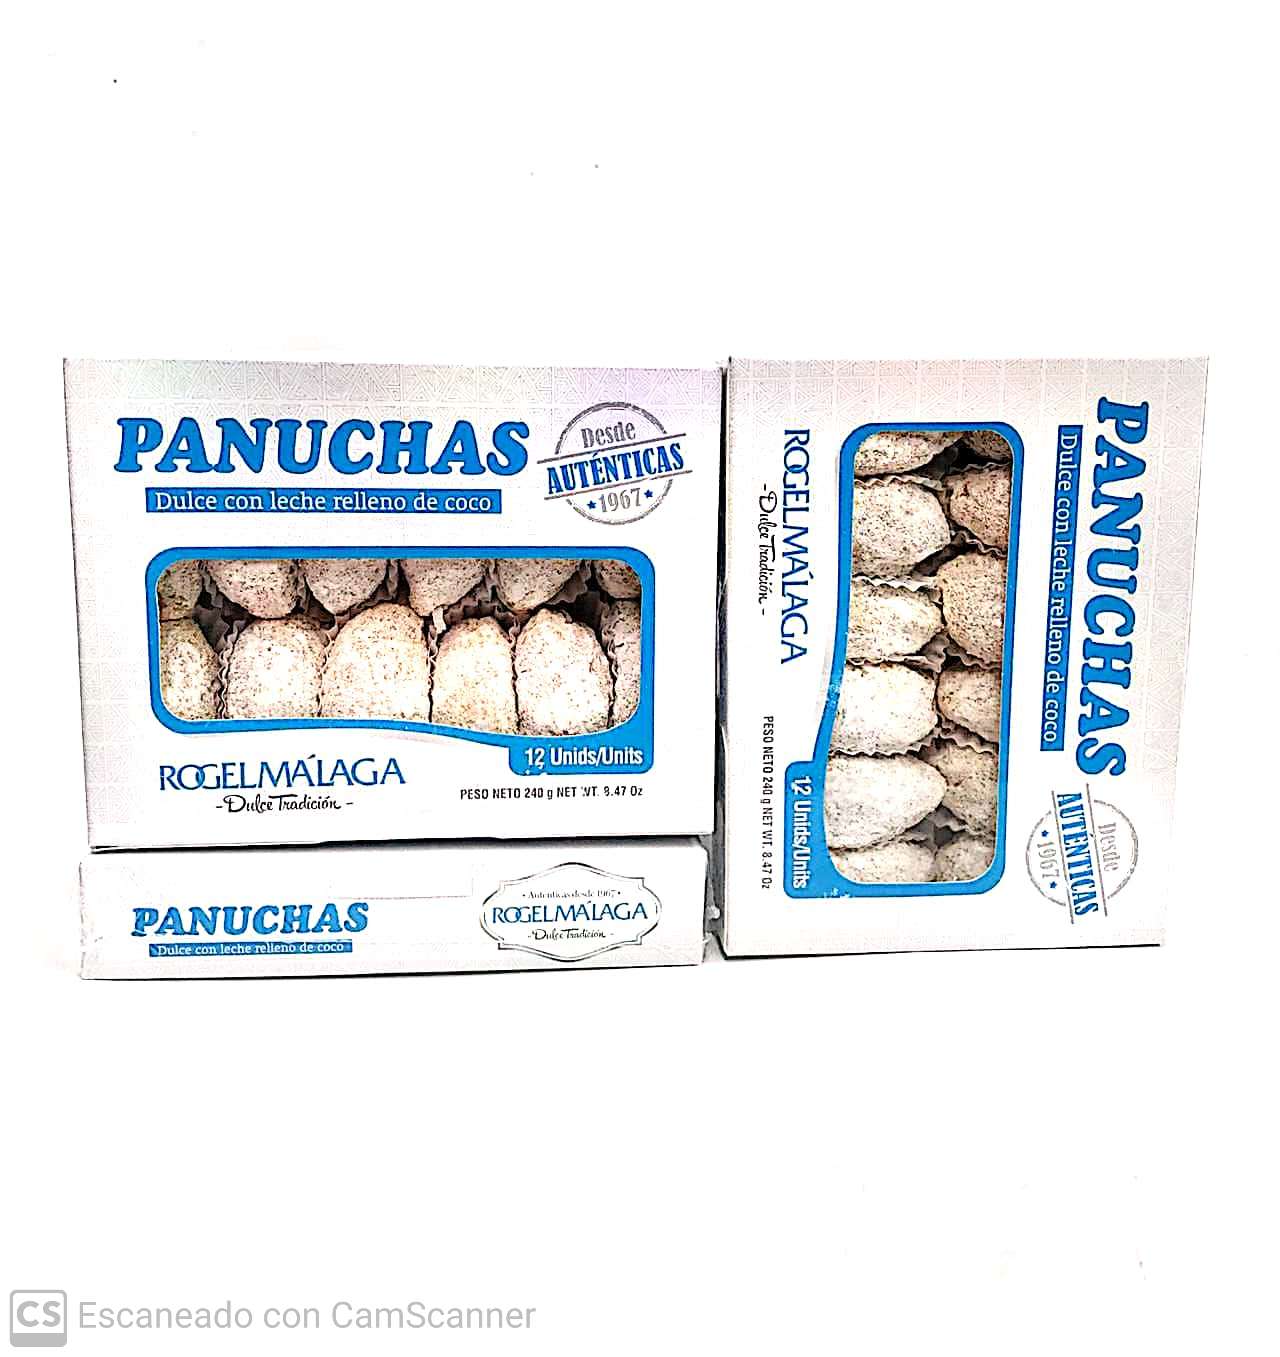 PANUCHAS
Dulce con leche relleno de coco
Desde
AUTÉNTICAS
1967
12 Unids/Units
ROGELMÁLAGA
-Dulce Tradición-
PESO NETO 240 g NET WT. 8.47 Oz
PANUCHAS
Dulce con leche relleno de coco
Auténticas desde 1967
ROGELMÁLAGA
-Dulce Tradición-
PANUCHAS
Dulce con leche relleno de coco
Desde
AUTÉNTICAS
1967
ROGELMÁLAGA
-Dulce Tradición-
12 Unids/Units
PESO NETO 240 g NET WT. 8.47 Oz
CS Escaneado con CamScanner